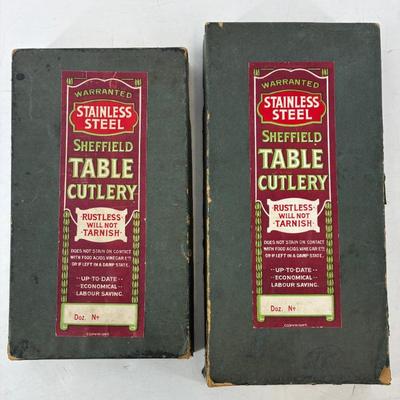 WARRANTED
STAINLESS
STEEL
SHEFFIELD
TABLE
CUTLERY
RUSTLESS
WILL NOT
TARNISH
DOES NOT STAIN ON CONTACT
WITH FOOD ACIDS VINEGAR ETC
OR IF LEFT IN A DAMP STATE.
-- UP-TO-DATE --
ECONOMICAL
LABOUR SAVING.
Doz. No
COPYRIGHT
WARRANTED
STAINLESS
STEEL
SHEFFIELD
TABLE
CUTLERY
RUSTLESS
WILL NOT
TARNISH
DOES NOT STAIN ON CONTACT
WITH FOOD ACIDS VINEGAR ETC
OR IF LEFT IN A DAMP STATE.
-- UP-TO-DATE --
ECONOMICAL
LABOUR SAVING.
Doz. No
COPYRIGHT